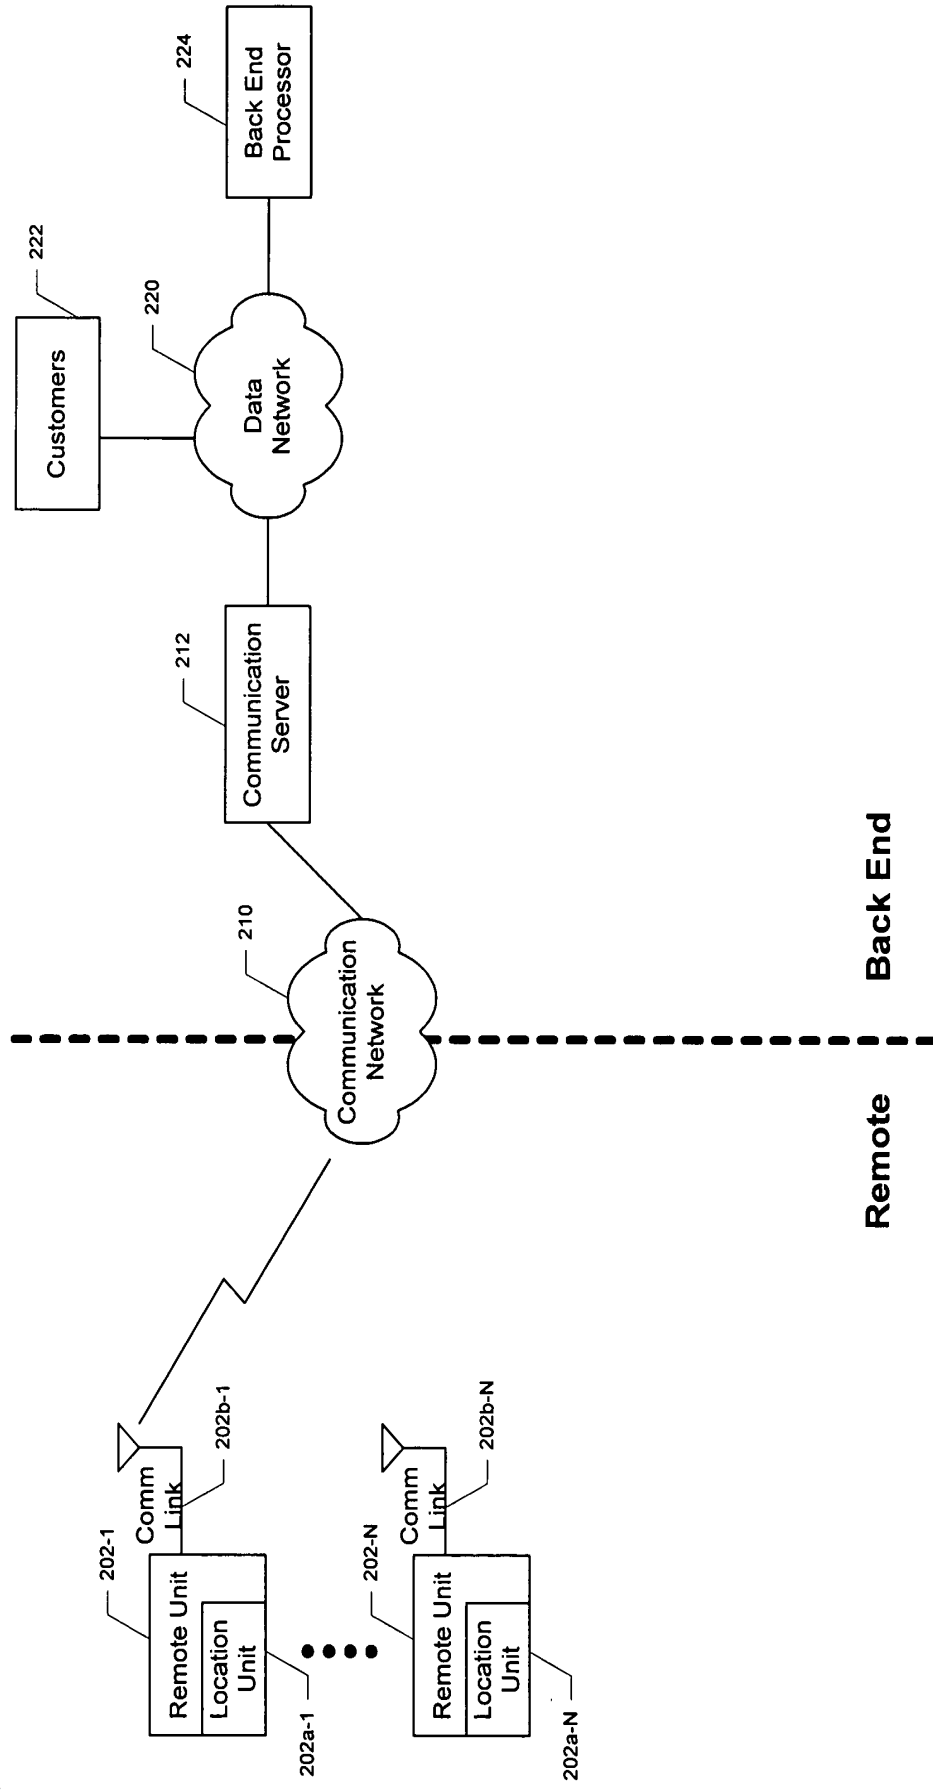 202-1
Remote Unit
Location
Unit
202a-1
Comm
Link
202b-1
202-N
Remote Unit
Location
Unit
202a-N
Comm
Link
202b-N
210
Communication
Network
212
Communication
Server
220
Data
Network
Customers
222
224
Back End
Processor
Remote
Back End